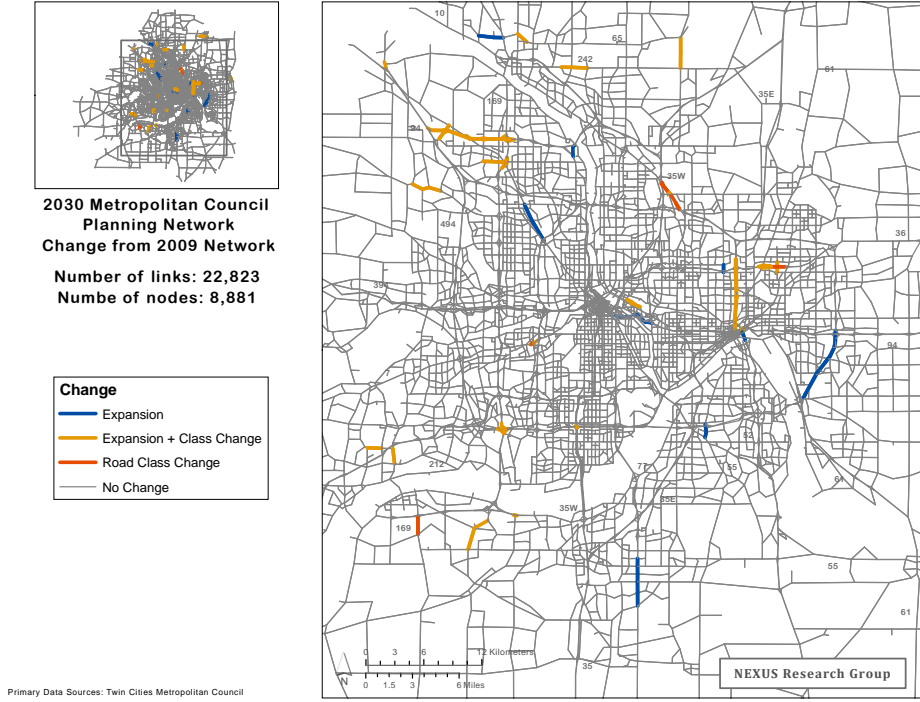 2030 Metropolitan Council
Planning Network
Change from 2009 Network
Number of links: 22,823
Numbe of nodes: 8,881
Change
Expansion
Expansion + Class Change
Road Class Change
No Change
Primary Data Sources: Twin Cities Metropolitan Council
10
65
242
61
35E
169
94
35W
494
36
394
94
52
212
77
55
61
35E
35W
169
55
61
35
0 3 6 12 Kilometers
0 1.5 3 6 Miles
N
NEXUS Research Group